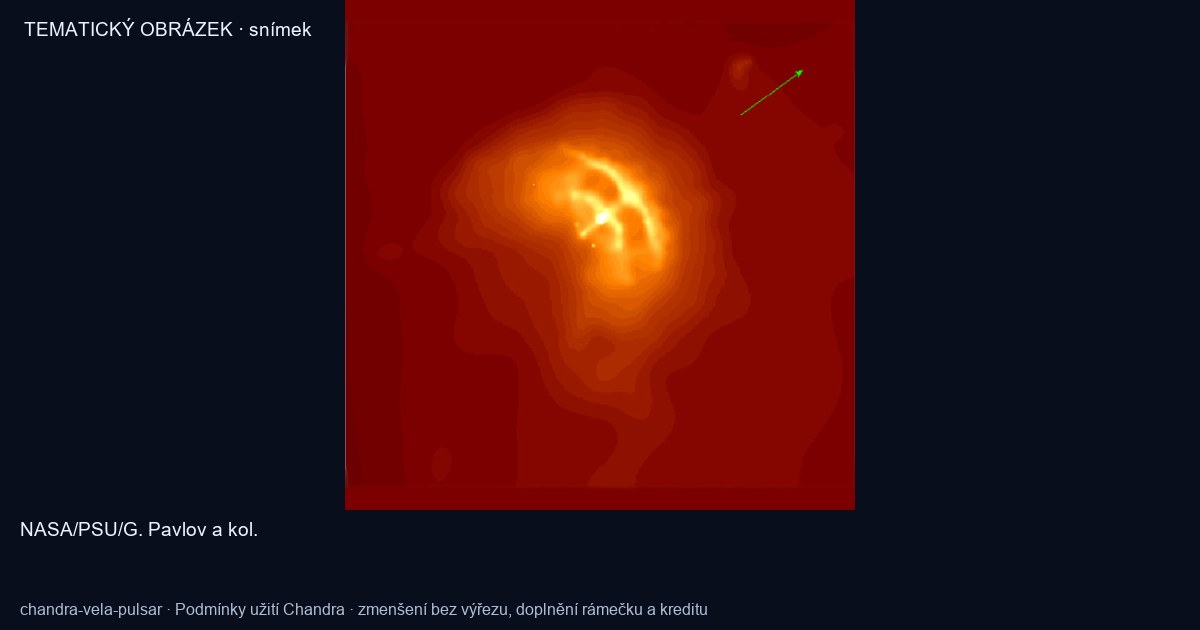 TEMATICKÝ OBRÁZEK · snímek
NASA/PSU/G. Pavlov a kol.
chandra-vela-pulsar · Podmínky užití Chandra · zmenšení bez výřezu, doplnění rámečku a kreditu